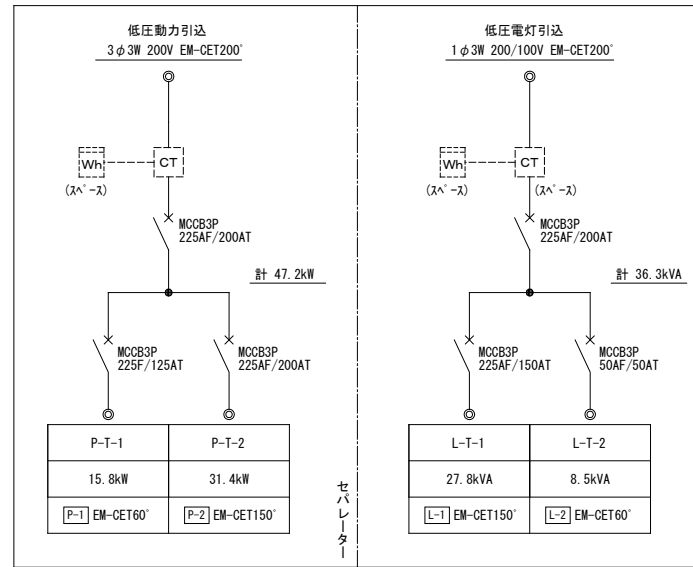 低圧動力引込
3φ3W 200V EM-CET200°
Wh
CT
(ｽﾍﾟｰｽ)
MCCB3P
225AF/200AT
計 47.2kW
MCCB3P
225F/125AT
MCCB3P
225AF/200AT
P-T-1
P-T-2
15.8kW
31.4kW
P-1 EM-CET60°
P-2 EM-CET150°
セパレーター
低圧電灯引込
1φ3W 200/100V EM-CET200°
Wh
CT
(ｽﾍﾟｰｽ)
(ｽﾍﾟｰｽ)
MCCB3P
225AF/200AT
計 36.3kVA
MCCB3P
225AF/150AT
MCCB3P
50AF/50AT
L-T-1
L-T-2
27.8kVA
8.5kVA
L-1 EM-CET150°
L-2 EM-CET60°